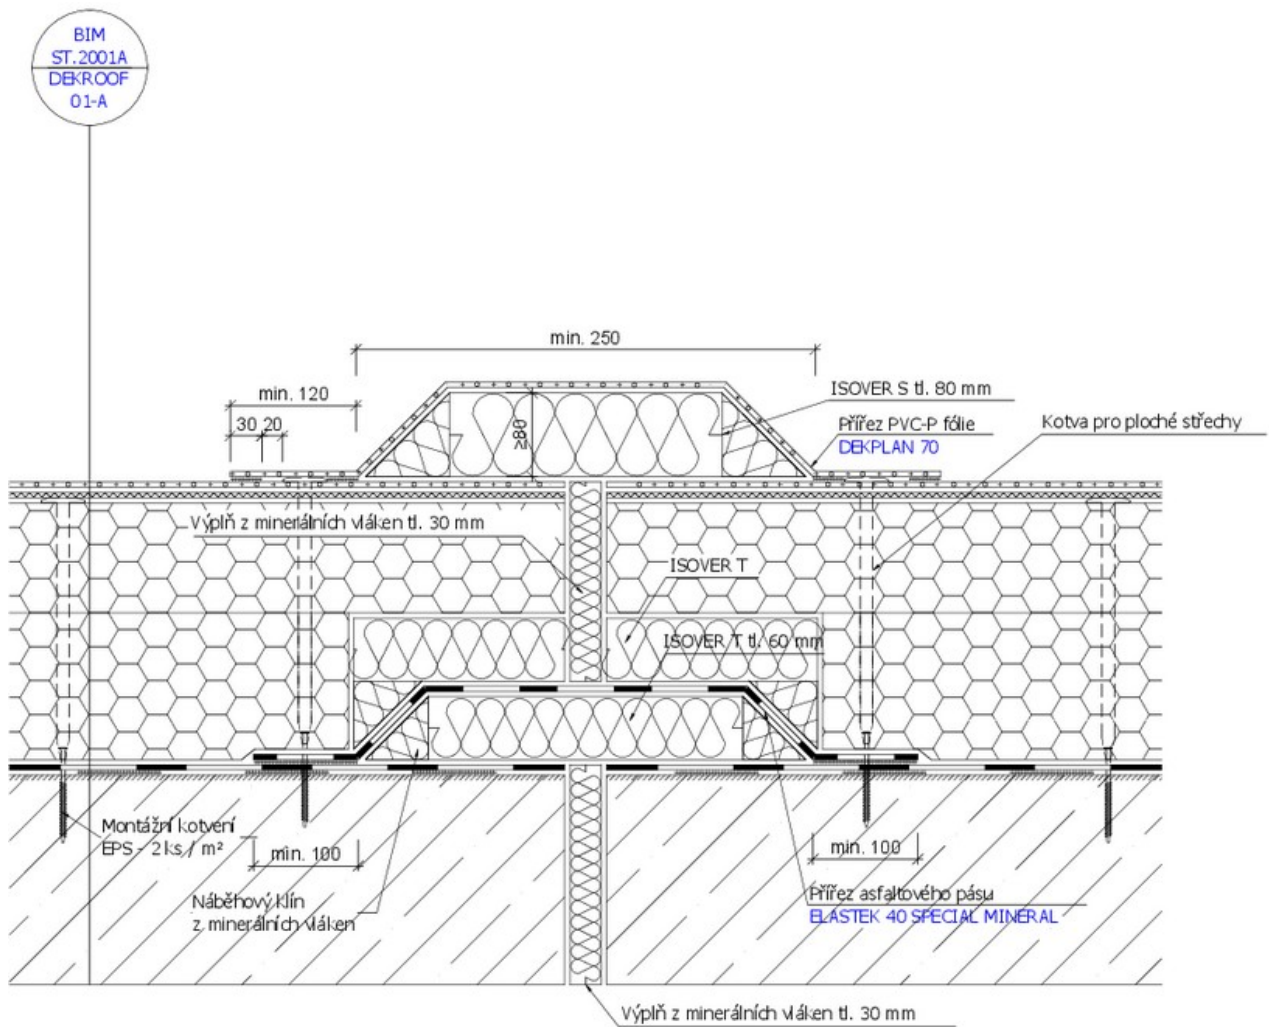 BIM
ST.2001A
DEKROOF
01-A
min. 250
min. 120
30 20
≥80
ISOVER S tl. 80 mm
Přířez PVC-P fólie
DEKPLAN 70
Kotva pro ploché střechy
Výplň z minerálních vláken tl. 30 mm
ISOVER T
ISOVER T tl. 60 mm
Montážní kotvení
EPS - 2 ks / m²
min. 100
min. 100
Náběhový klín
z minerálních vláken
Přířez asfaltového pásu
ELASTEK 40 SPECIAL MINERAL
Výplň z minerálních vláken tl. 30 mm